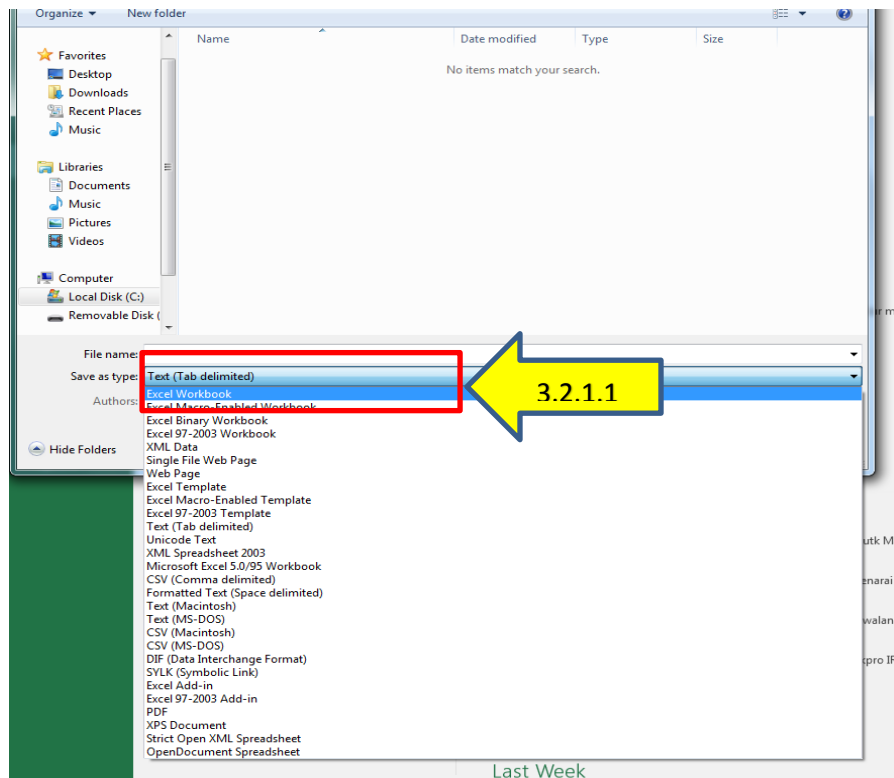 Organize New folder
Name Date modified Type Size
No items match your search.
Favorites
Desktop
Downloads
Recent Places
Music
Libraries
Documents
Music
Pictures
Videos
Computer
Local Disk (C:)
Removable Disk (
File name:
Save as type: Text (Tab delimited)
Authors:
Hide Folders
3.2.1.1
Excel Workbook
Excel Macro-Enabled Workbook
Excel Binary Workbook
Excel 97-2003 Workbook
XML Data
Single File Web Page
Web Page
Excel Template
Excel Macro-Enabled Template
Excel 97-2003 Template
Text (Tab delimited)
Unicode Text
XML Spreadsheet 2003
Microsoft Excel 5.0/95 Workbook
CSV (Comma delimited)
Formatted Text (Space delimited)
Text (Macintosh)
Text (MS-DOS)
CSV (Macintosh)
CSV (MS-DOS)
DIF (Data Interchange Format)
SYLK (Symbolic Link)
Excel Add-in
Excel 97-2003 Add-in
PDF
XPS Document
Strict Open XML Spreadsheet
OpenDocument Spreadsheet
ur m
utk M
enarai
walan
Last Week